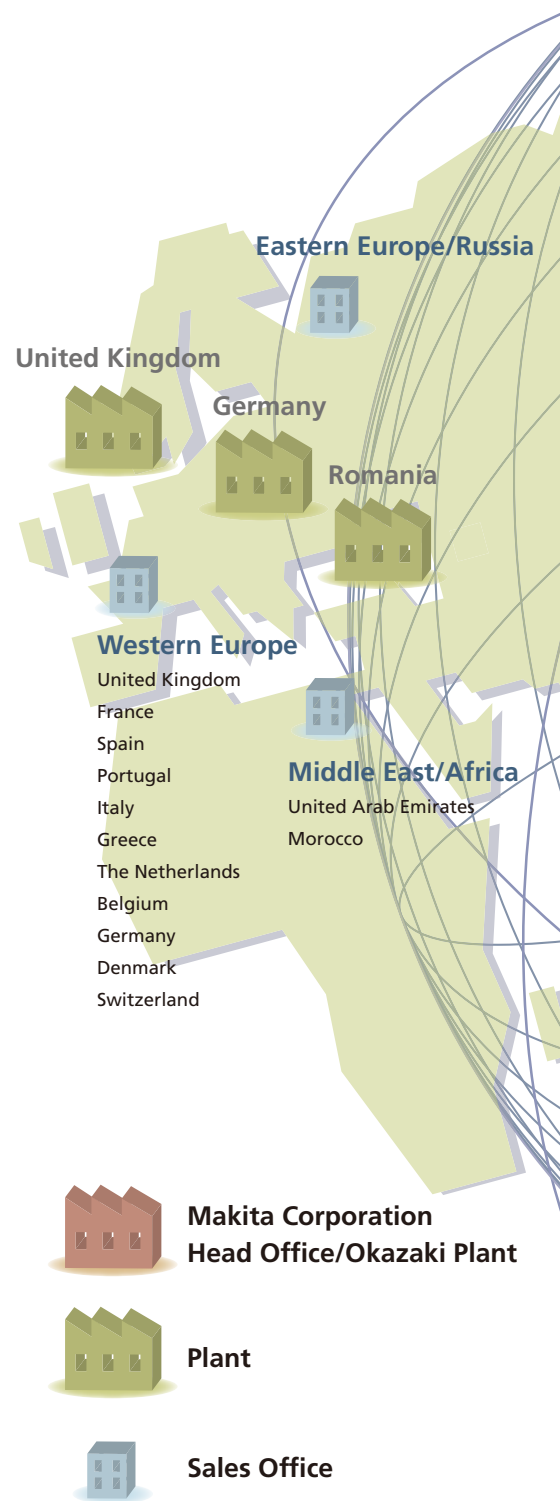 Eastern Europe/Russia
United Kingdom
Germany
Romania
Western Europe
United Kingdom
France
Spain
Portugal
Italy
Greece
The Netherlands
Belgium
Germany
Denmark
Switzerland
Middle East/Africa
United Arab Emirates
Morocco
Makita Corporation
Head Office/Okazaki Plant
Plant
Sales Office